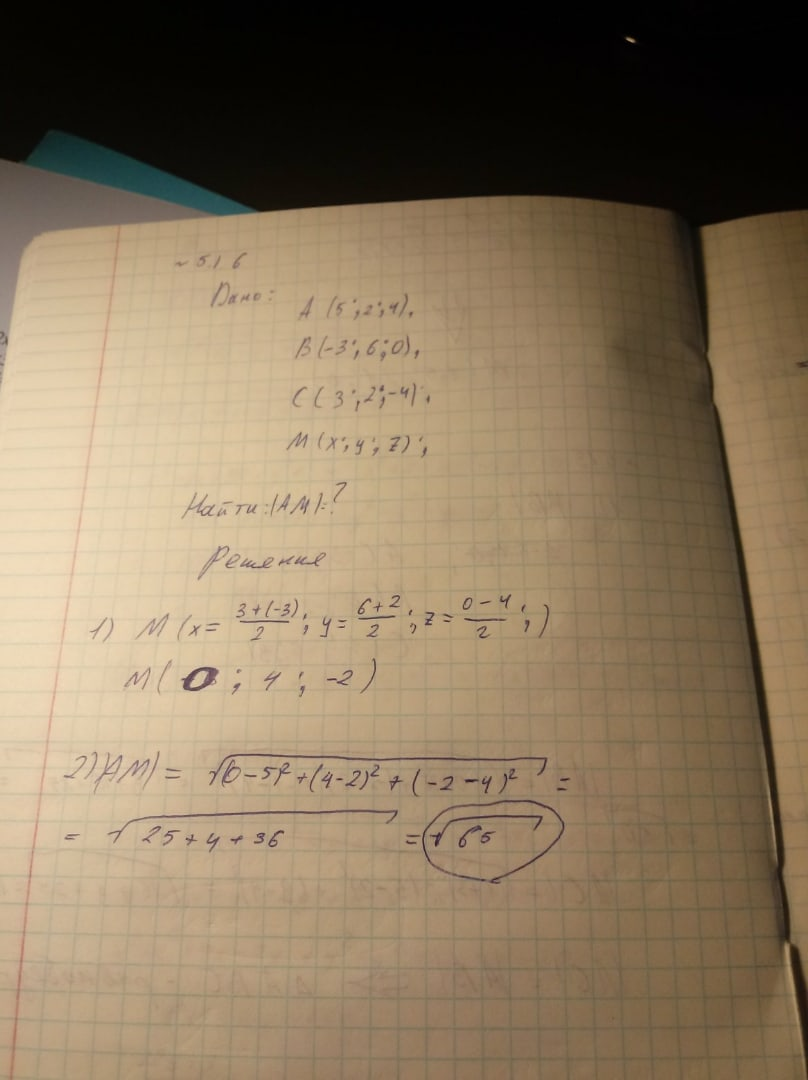 ~ 5.1 6
Дано:
A (5; 2; 4),
B (-3; 6; 0),
C ( 3; 2; -4);
M (x; y; z);
Найти: |AM|=?
Решения
1) M (x = (3+(-3))/2; y = (6+2)/2; z = (0-4)/2;)
M ( 0 ; 4 ; -2 )
2) |AM| = √((0-5)² + (4-2)² + (-2-4)²) =
= √(25+4+36) = √65